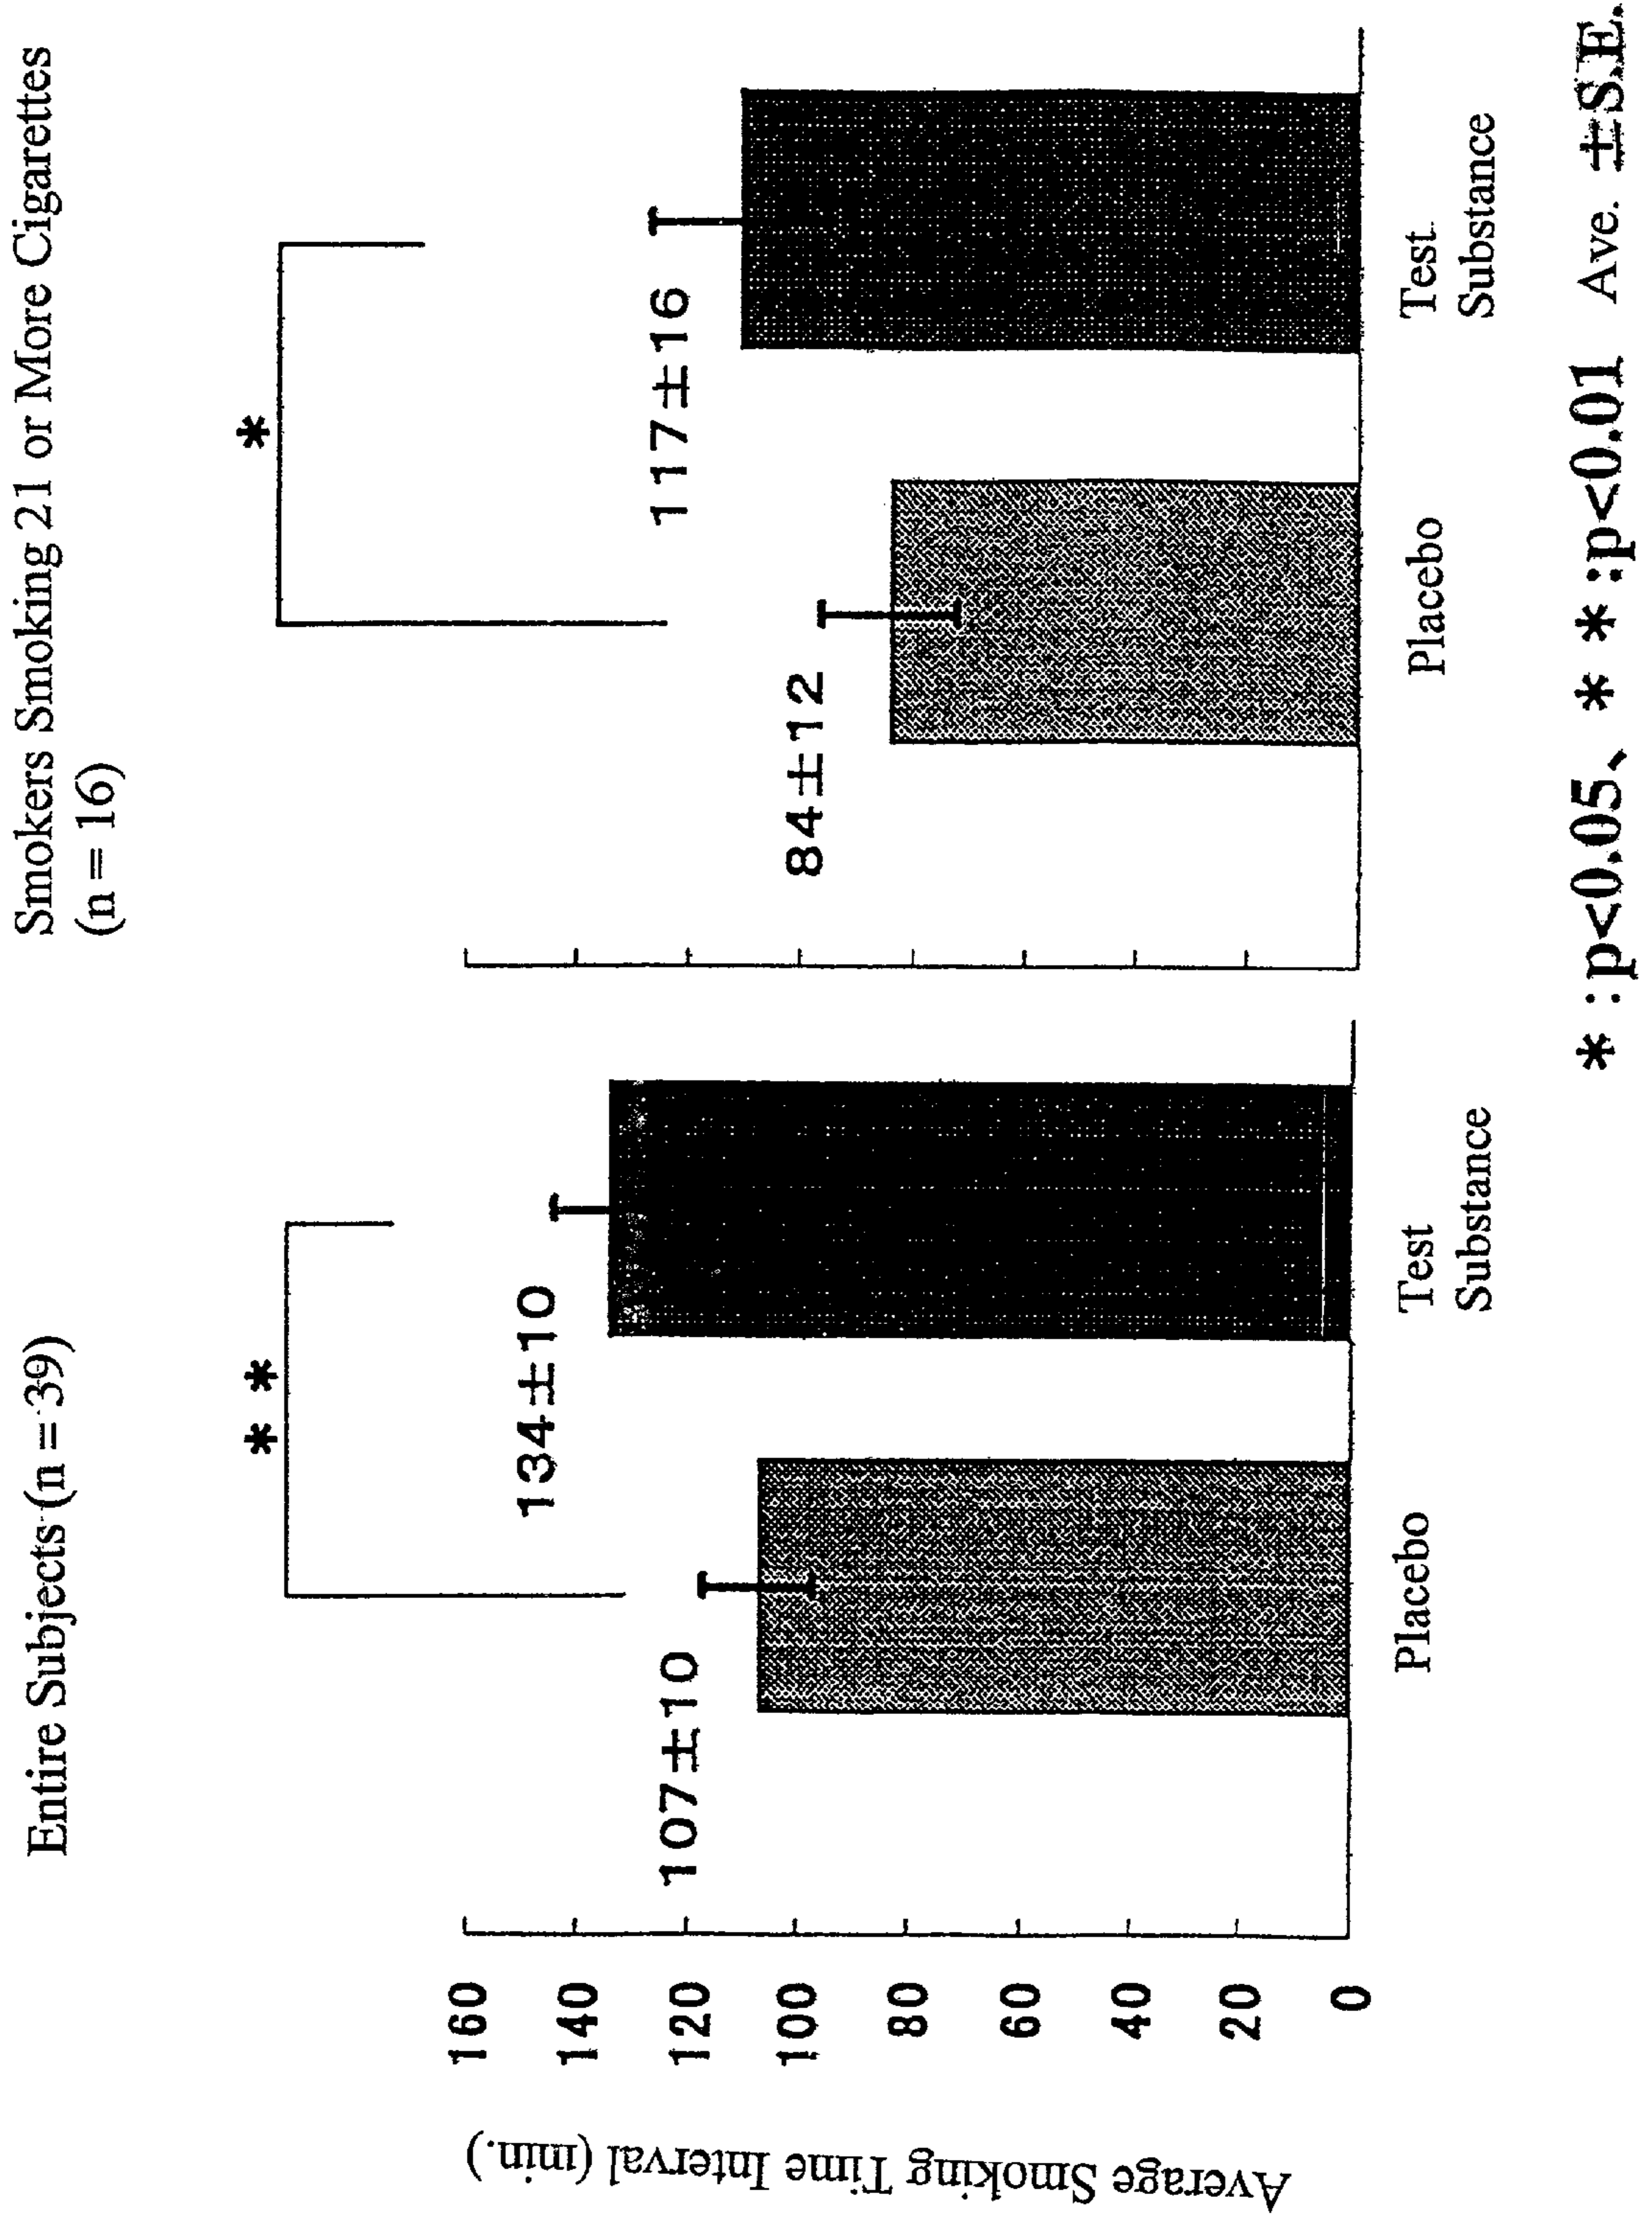 Entire Subjects (n = 39)
Smokers Smoking 21 or More Cigarettes
(n = 16)
* *
*
Average Smoking Time Interval (min.)
160
140
120
100
80
60
40
20
0
107±10
134±10
84±12
117±16
Placebo
Test
Substance
Placebo
Test
Substance
* :p<0.05、 * * :p<0.01 Ave. ±S.E.